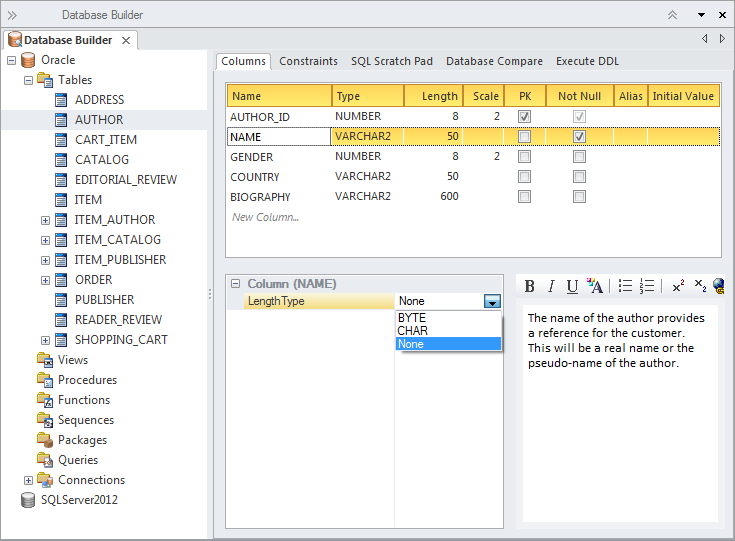 Database Builder
Database Builder
Oracle
Tables
ADDRESS
AUTHOR
CART_ITEM
CATALOG
EDITORIAL_REVIEW
ITEM
ITEM_AUTHOR
ITEM_CATALOG
ITEM_PUBLISHER
ORDER
PUBLISHER
READER_REVIEW
SHOPPING_CART
Views
Procedures
Functions
Sequences
Packages
Queries
Connections
SQLServer2012
Columns Constraints SQL Scratch Pad Database Compare Execute DDL
Name Type Length Scale PK Not Null Alias Initial Value
AUTHOR_ID NUMBER 8 2
NAME VARCHAR2 50
GENDER NUMBER 8 2
COUNTRY VARCHAR2 50
BIOGRAPHY VARCHAR2 600
New Column...
Column (NAME)
LengthType None
BYTE
CHAR
None
B I U A x² x₂
The name of the author provides
a reference for the customer.
This will be a real name or the
pseudo-name of the author.